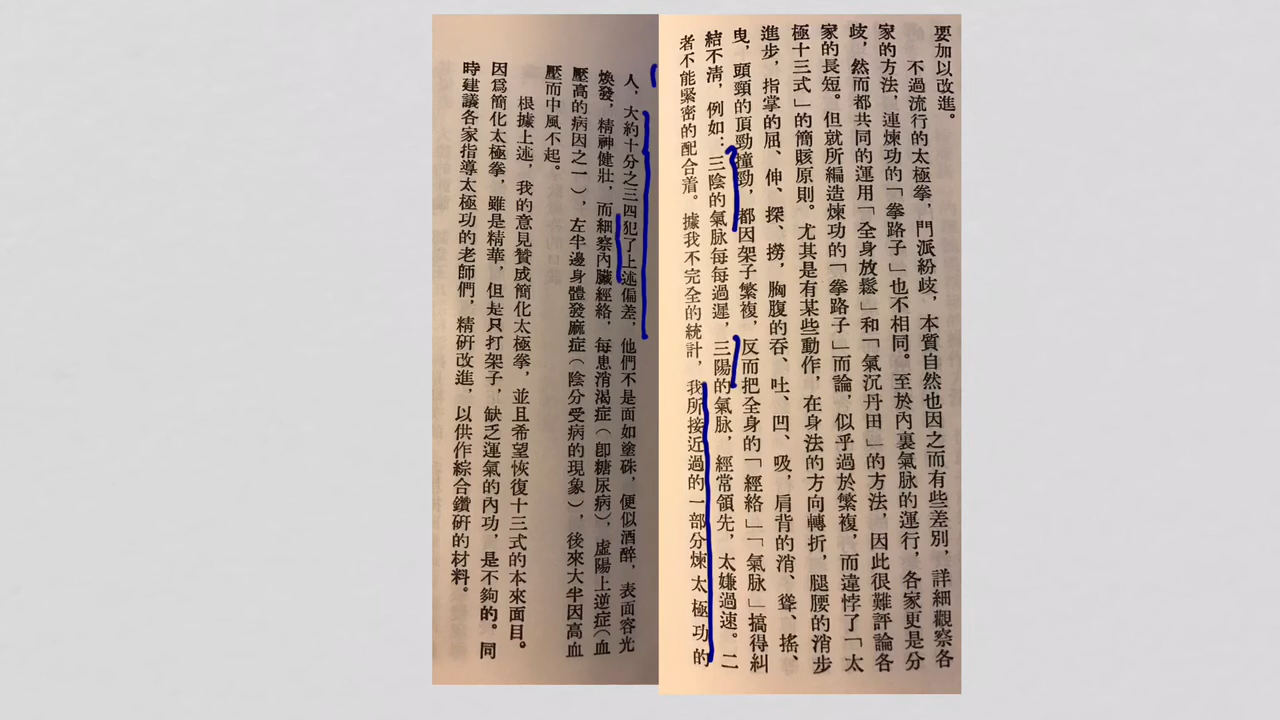 要加以改進。
不過流行的太極拳，門派紛歧，本質自然也因之而有些差別，詳細觀察各
家的方法，連煉功的「拳路子」也不相同。至於內裏氣脉的運行，各家更是分
歧，然而都共同的運用「全身放鬆」和「氣沉丹田」的方法，因此很難評論各
家的長短。但就所編造煉功的「拳路子」而論，似乎過於繁複，而違悖了「太
極十三式」的簡賅原則。尤其是有某些動作，在身法的方向轉折，腿腰的消步
進步，指掌的屈、伸、探、撈，胸腹的吞、吐、凹、吸，肩背的消、聳、搖、
曳，頭頸的頂勁撞勁，都因架子繁複，反而把全身的「經絡」「氣脉」搞得糾
結不淸，例如：三陰的氣脉每每過遲，三陽的氣脉，經常領先，太嫌過速。二
者不能緊密的配合着。據我不完全的統計，我所接近過的一部分煉太極功的
人，大約十分之三四犯了上述偏差，他們不是面如塗硃，便似酒醉，表面容光
煥發，精神健壯，而細察內臟經絡，每患消渴症（卽糖尿病），虛陽上逆症（血
壓高的病因之一），左半邊身體發麻症（陰分受病的現象），後來大半因高血
壓而中風不起。
根據上述，我的意見贊成簡化太極拳，並且希望恢復十三式的本來面目。
因爲簡化太極拳，雖是精華，但是只打架子，缺乏運氣的內功，是不夠的。同
時建議各家指導太極功的老師們，精硏改進，以供作綜合鑽硏的材料。